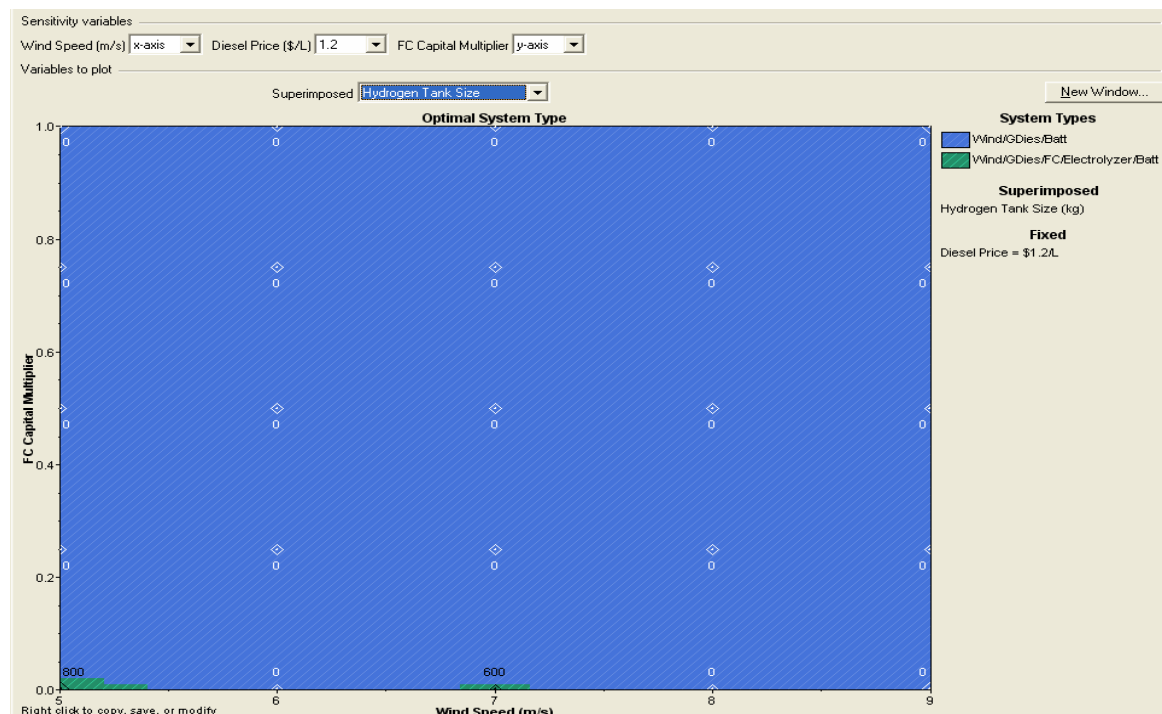 Sensitivity variables
Wind Speed (m/s) x-axis Diesel Price ($/L) 1.2 FC Capital Multiplier y-axis
Variables to plot
Superimposed Hydrogen Tank Size New Window...
Optimal System Type
System Types
Wind/GDies/Batt
Wind/GDies/FC/Electrolyzer/Batt
Superimposed
Hydrogen Tank Size (kg)
Fixed
Diesel Price = $1.2/L
FC Capital Multiplier
1.0
0 0 0 0 0
0.8
0 0 0 0 0
0.6
0 0 0 0 0
0.4
0 0 0 0 0
0.2
800 0 600 0 0
0.0
5 6 7 8 9
Wind Speed (m/s)
Right click to copy, save, or modify